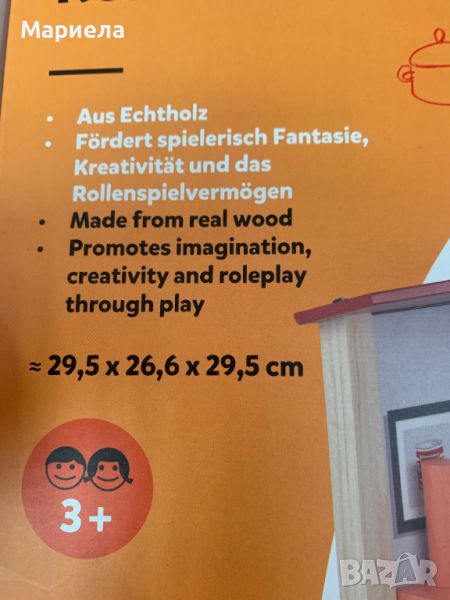 Мариела
• Aus Echtholz
• Fördert spielerisch Fantasie,
Kreativität und das
Rollenspielvermögen
• Made from real wood
• Promotes imagination,
creativity and roleplay
through play
≈ 29,5 x 26,6 x 29,5 cm
3+
BAZAR